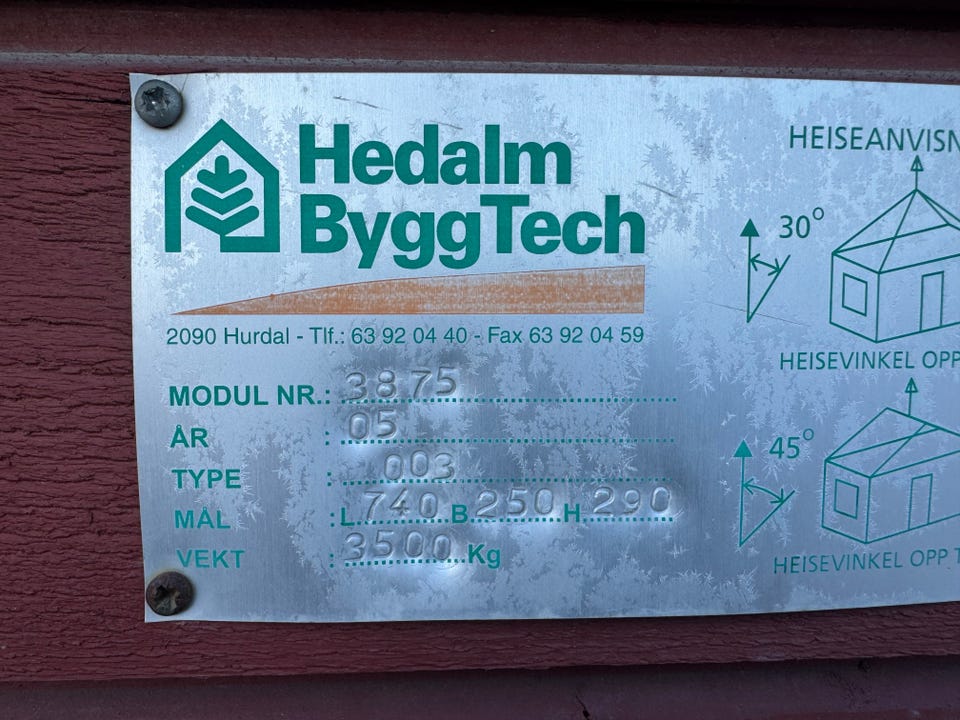 Hedalm
ByggTech
2090 Hurdal - Tlf.: 63 92 04 40 - Fax 63 92 04 59
MODUL NR.: 3875
ÅR : 05
TYPE : 003
MÅL : L 740 B 250 H 290
VEKT : 3500 Kg
HEISEANVISN
30°
HEISEVINKEL OPP
45°
HEISEVINKEL OPP T